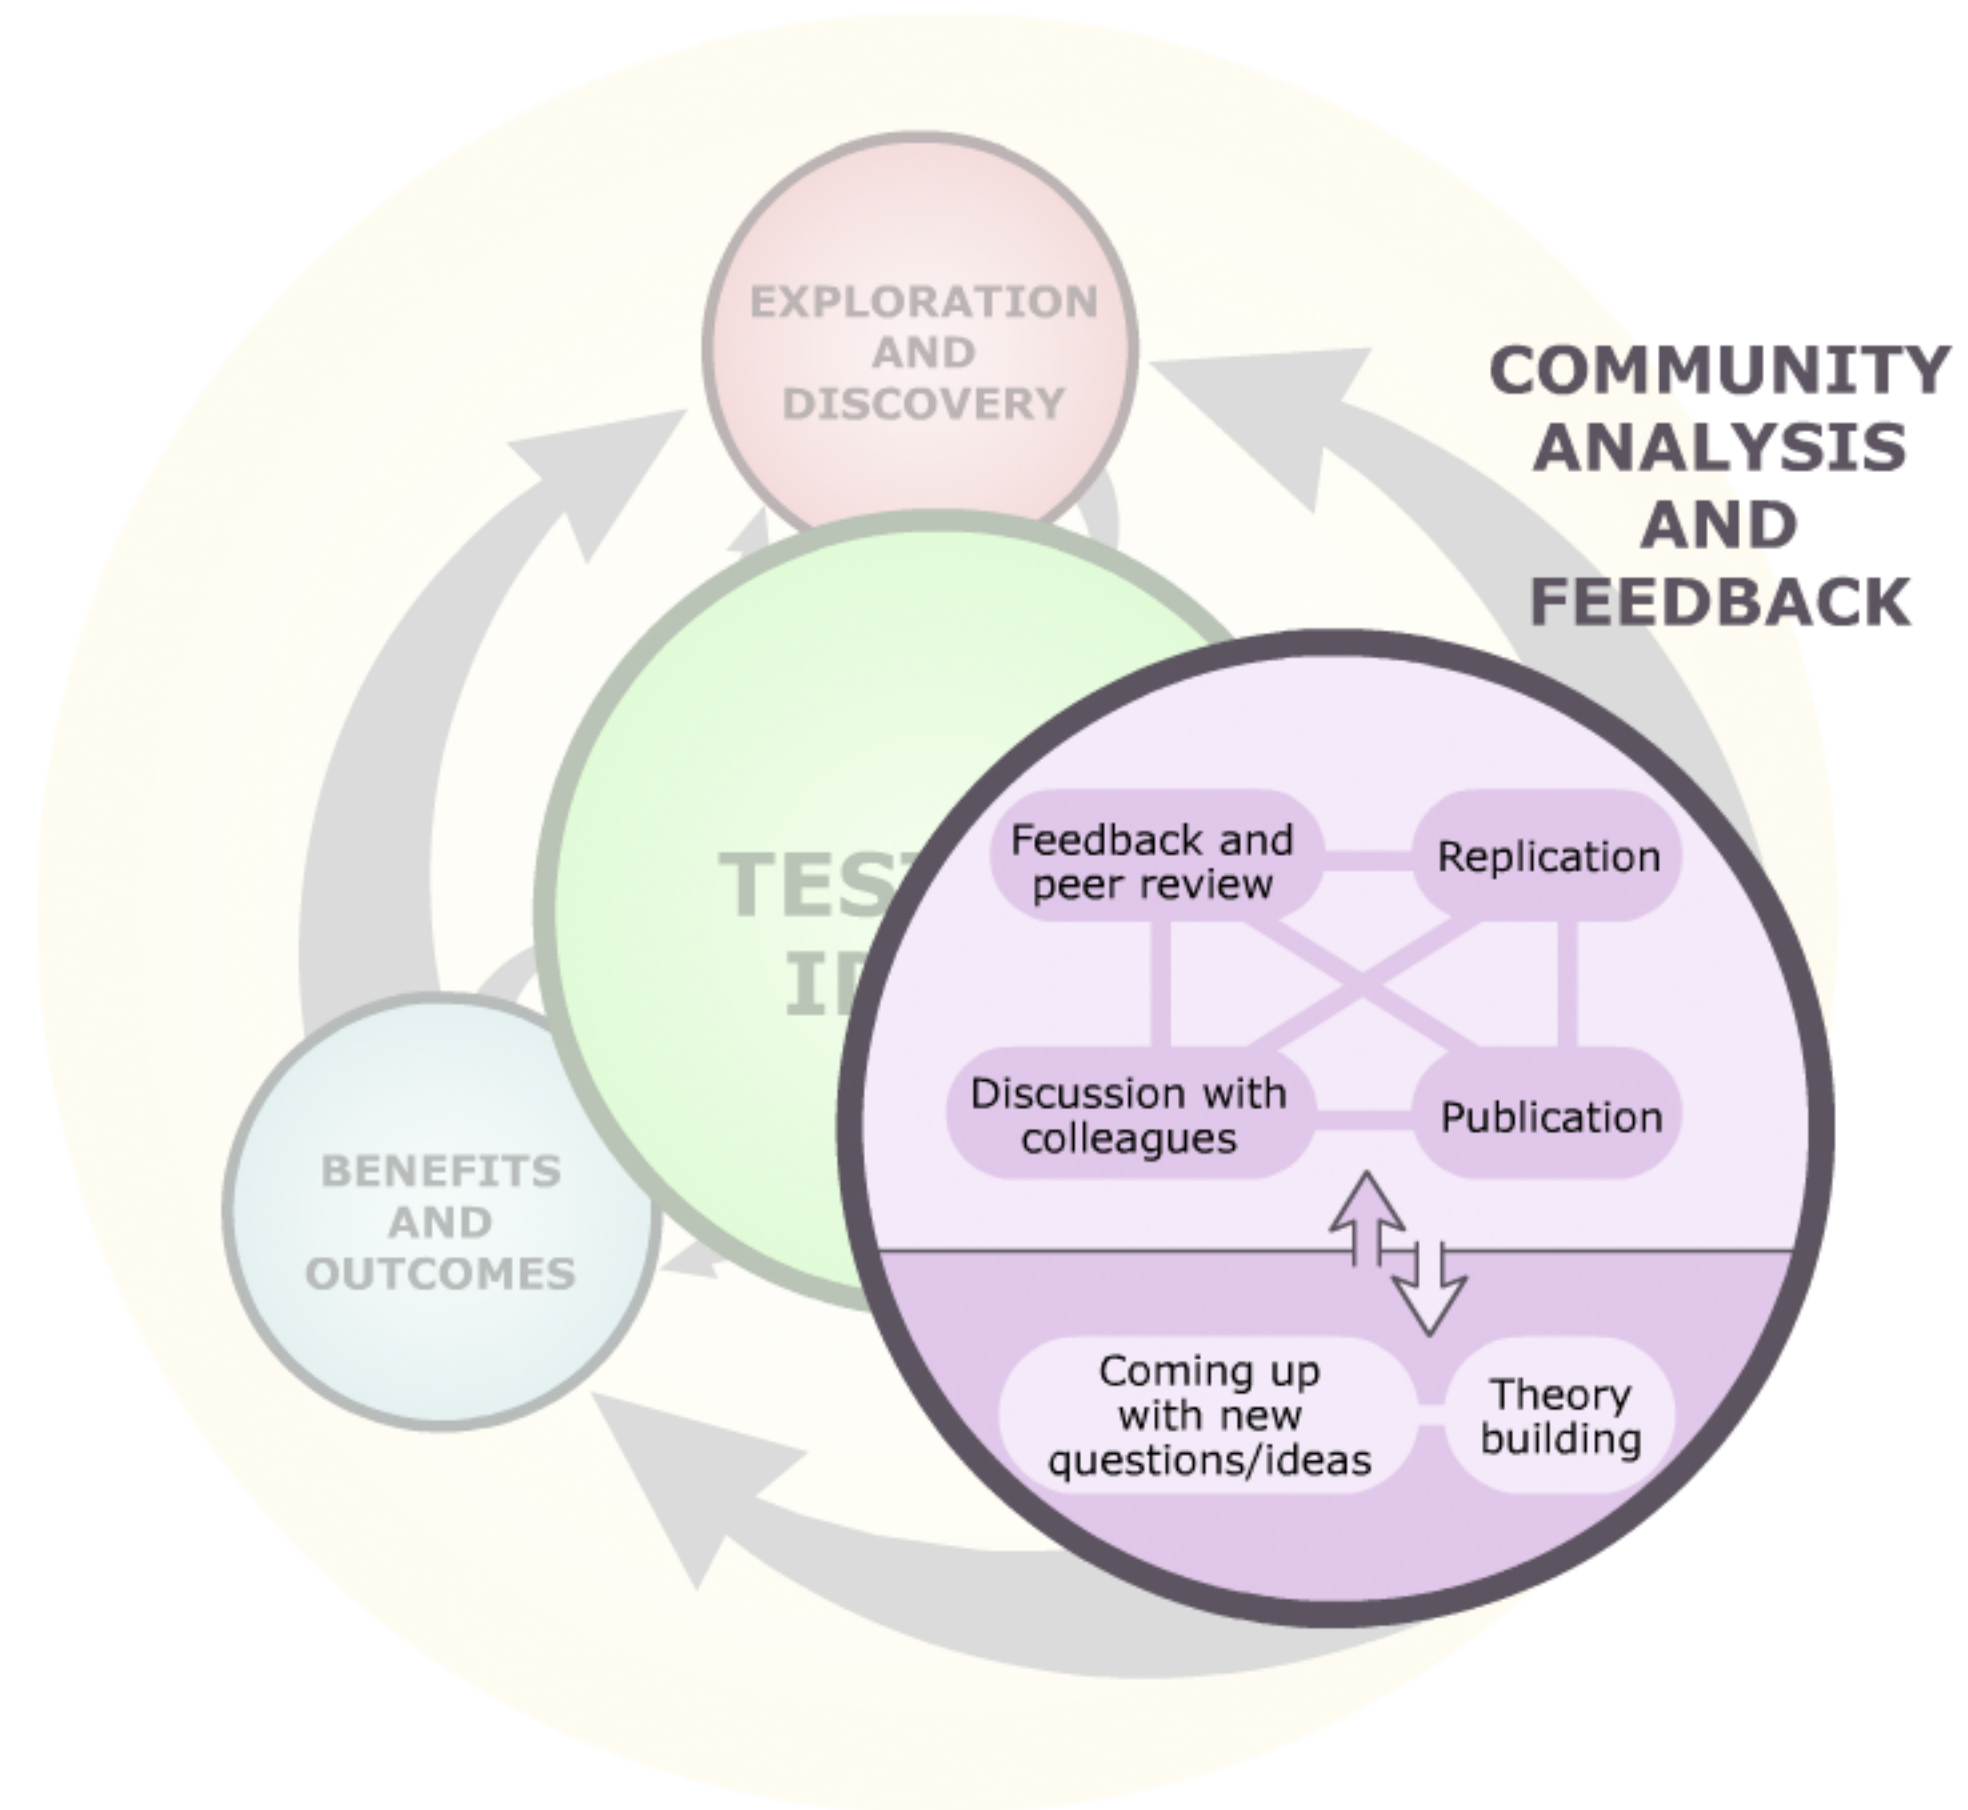 EXPLORATION
AND
DISCOVERY
COMMUNITY
ANALYSIS
AND
FEEDBACK
Feedback and
peer review
Replication
Discussion with
colleagues
Publication
Coming up
with new
questions/ideas
Theory
building
BENEFITS
AND
OUTCOMES